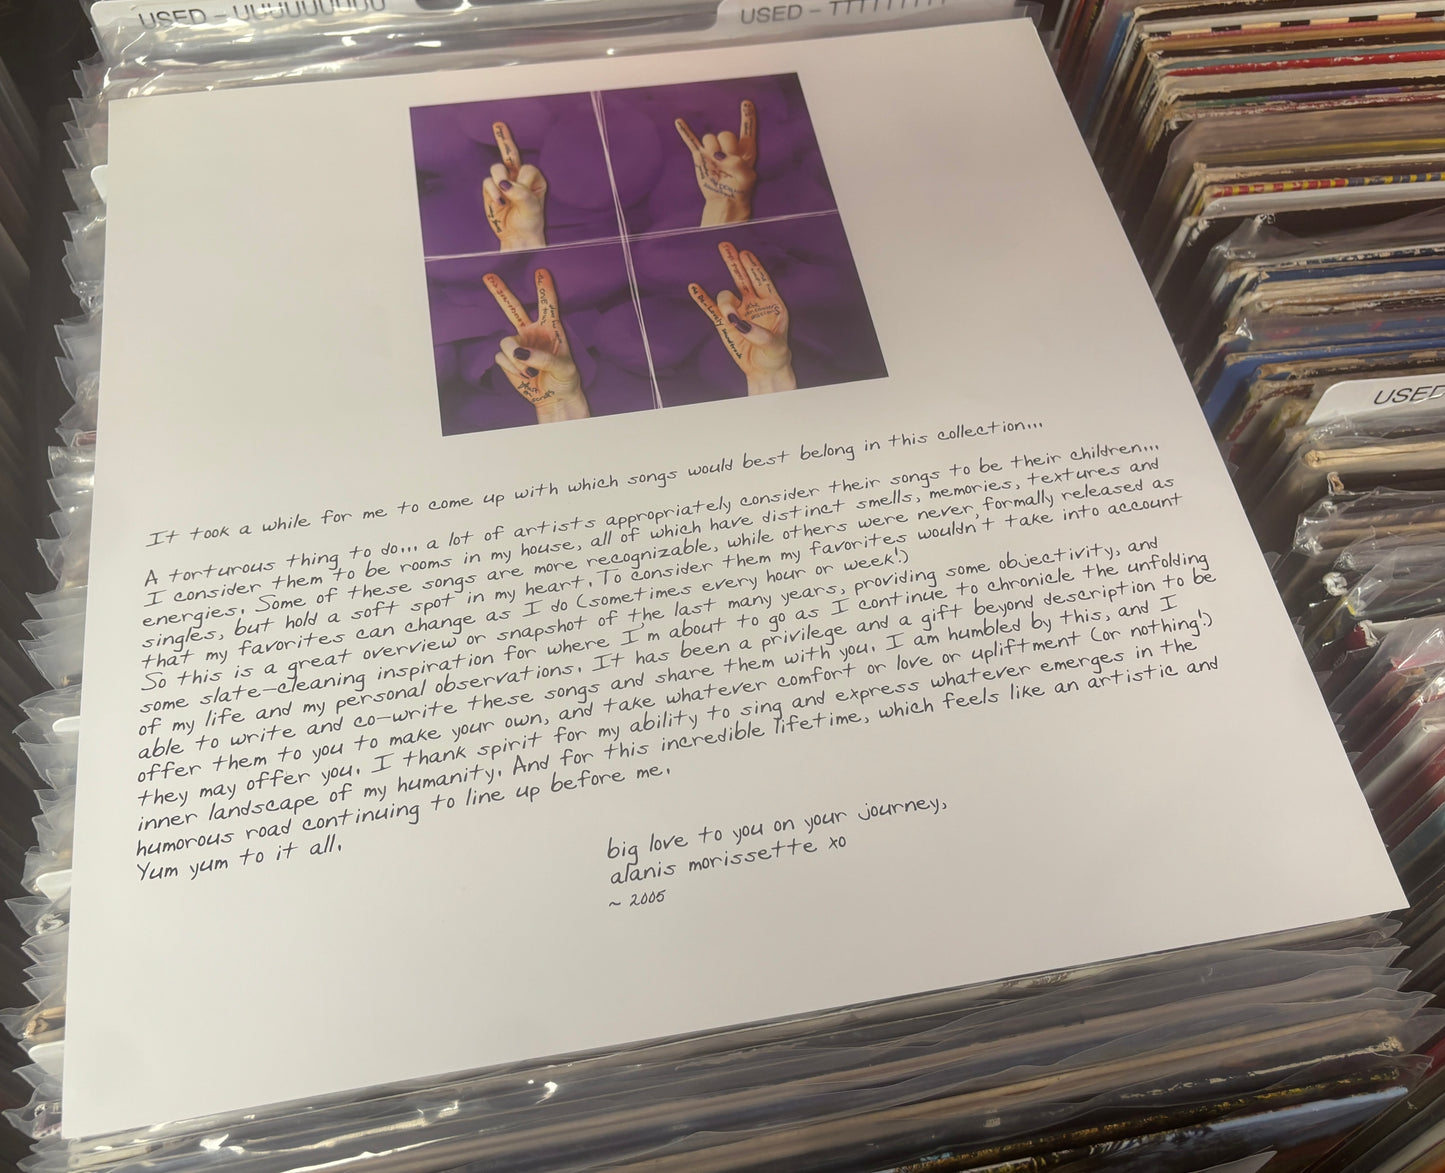 USED – UUUUUUUUU
USED – TTTTTTTT
USED
It took a while for me to come up with which songs would best belong in this collection...
A torturous thing to do... a lot of artists appropriately consider their songs to be their children...
I consider them to be rooms in my house, all of which have distinct smells, memories, textures and
energies. Some of these songs are more recognizable, while others were never formally released as
singles, but hold a soft spot in my heart. To consider them my favorites wouldn't take into account
that my favorites can change as I do (sometimes every hour or week!)
So this is a great overview or snapshot of the last many years, providing some objectivity, and
some slate-cleaning inspiration for where I'm about to go as I continue to chronicle the unfolding
of my life and my personal observations. It has been a privilege and a gift beyond description to be
able to write and co-write these songs and share them with you. I am humbled by this, and I
offer them to you to make your own, and take whatever comfort or love or upliftment (or nothing!)
they may offer you. I thank spirit for my ability to sing and express whatever emerges in the
inner landscape of my humanity. And for this incredible lifetime, which feels like an artistic and
humorous road continuing to line up before me.
Yum yum to it all.
big love to you on your journey,
alanis morissette xo
~ 2005